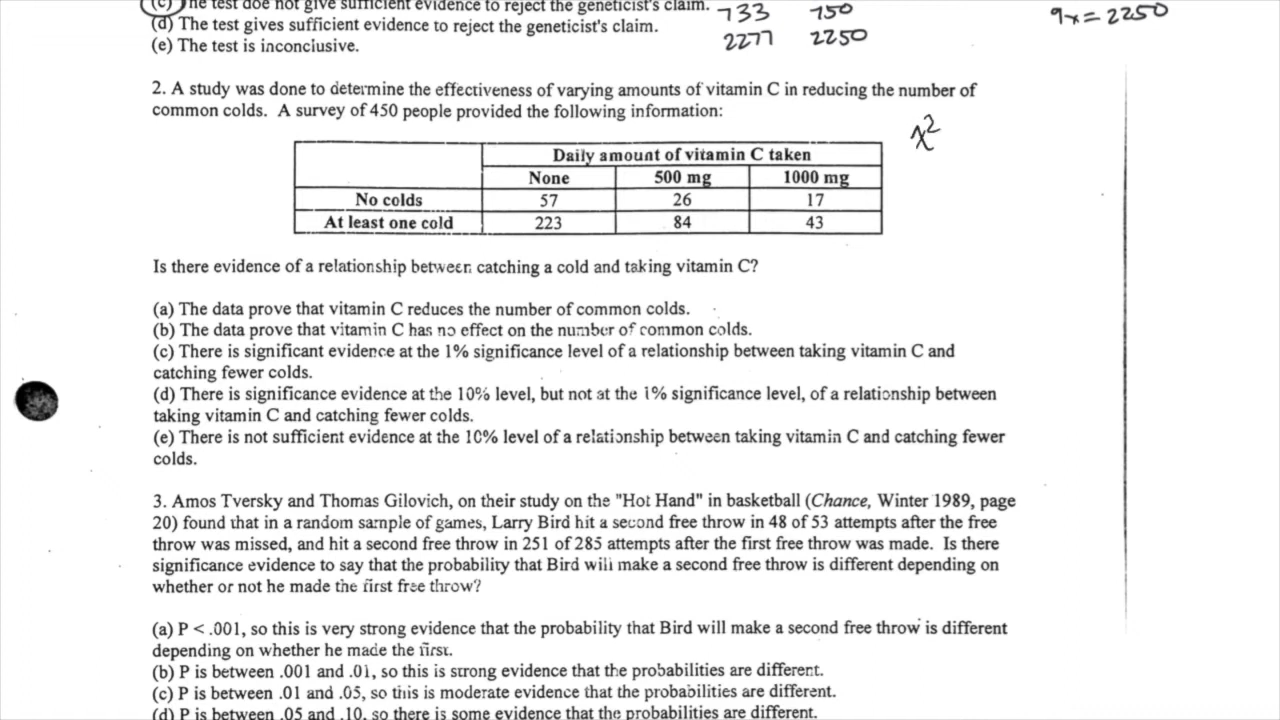 (c) The test doe not give sufficient evidence to reject the geneticist's claim.
733 750
9x = 2250
(d) The test gives sufficient evidence to reject the geneticist's claim.
(e) The test is inconclusive.
2277 2250
2. A study was done to determine the effectiveness of varying amounts of vitamin C in reducing the number of
common colds. A survey of 450 people provided the following information:
χ²
Daily amount of vitamin C taken
None 500 mg 1000 mg
No colds 57 26 17
At least one cold 223 84 43
Is there evidence of a relationship between catching a cold and taking vitamin C?
(a) The data prove that vitamin C reduces the number of common colds.
(b) The data prove that vitamin C has no effect on the number of common colds.
(c) There is significant evidence at the 1% significance level of a relationship between taking vitamin C and
catching fewer colds.
(d) There is significance evidence at the 10% level, but not at the 1% significance level, of a relationship between
taking vitamin C and catching fewer colds.
(e) There is not sufficient evidence at the 10% level of a relationship between taking vitamin C and catching fewer
colds.
3. Amos Tversky and Thomas Gilovich, on their study on the "Hot Hand" in basketball (Chance, Winter 1989, page
20) found that in a random sample of games, Larry Bird hit a second free throw in 48 of 53 attempts after the free
throw was missed, and hit a second free throw in 251 of 285 attempts after the first free throw was made. Is there
significance evidence to say that the probability that Bird will make a second free throw is different depending on
whether or not he made the first free throw?
(a) P < .001, so this is very strong evidence that the probability that Bird will make a second free throw is different
depending on whether he made the first.
(b) P is between .001 and .01, so this is strong evidence that the probabilities are different.
(c) P is between .01 and .05, so this is moderate evidence that the probabilities are different.
(d) P is between .05 and .10, so there is some evidence that the probabilities are different.